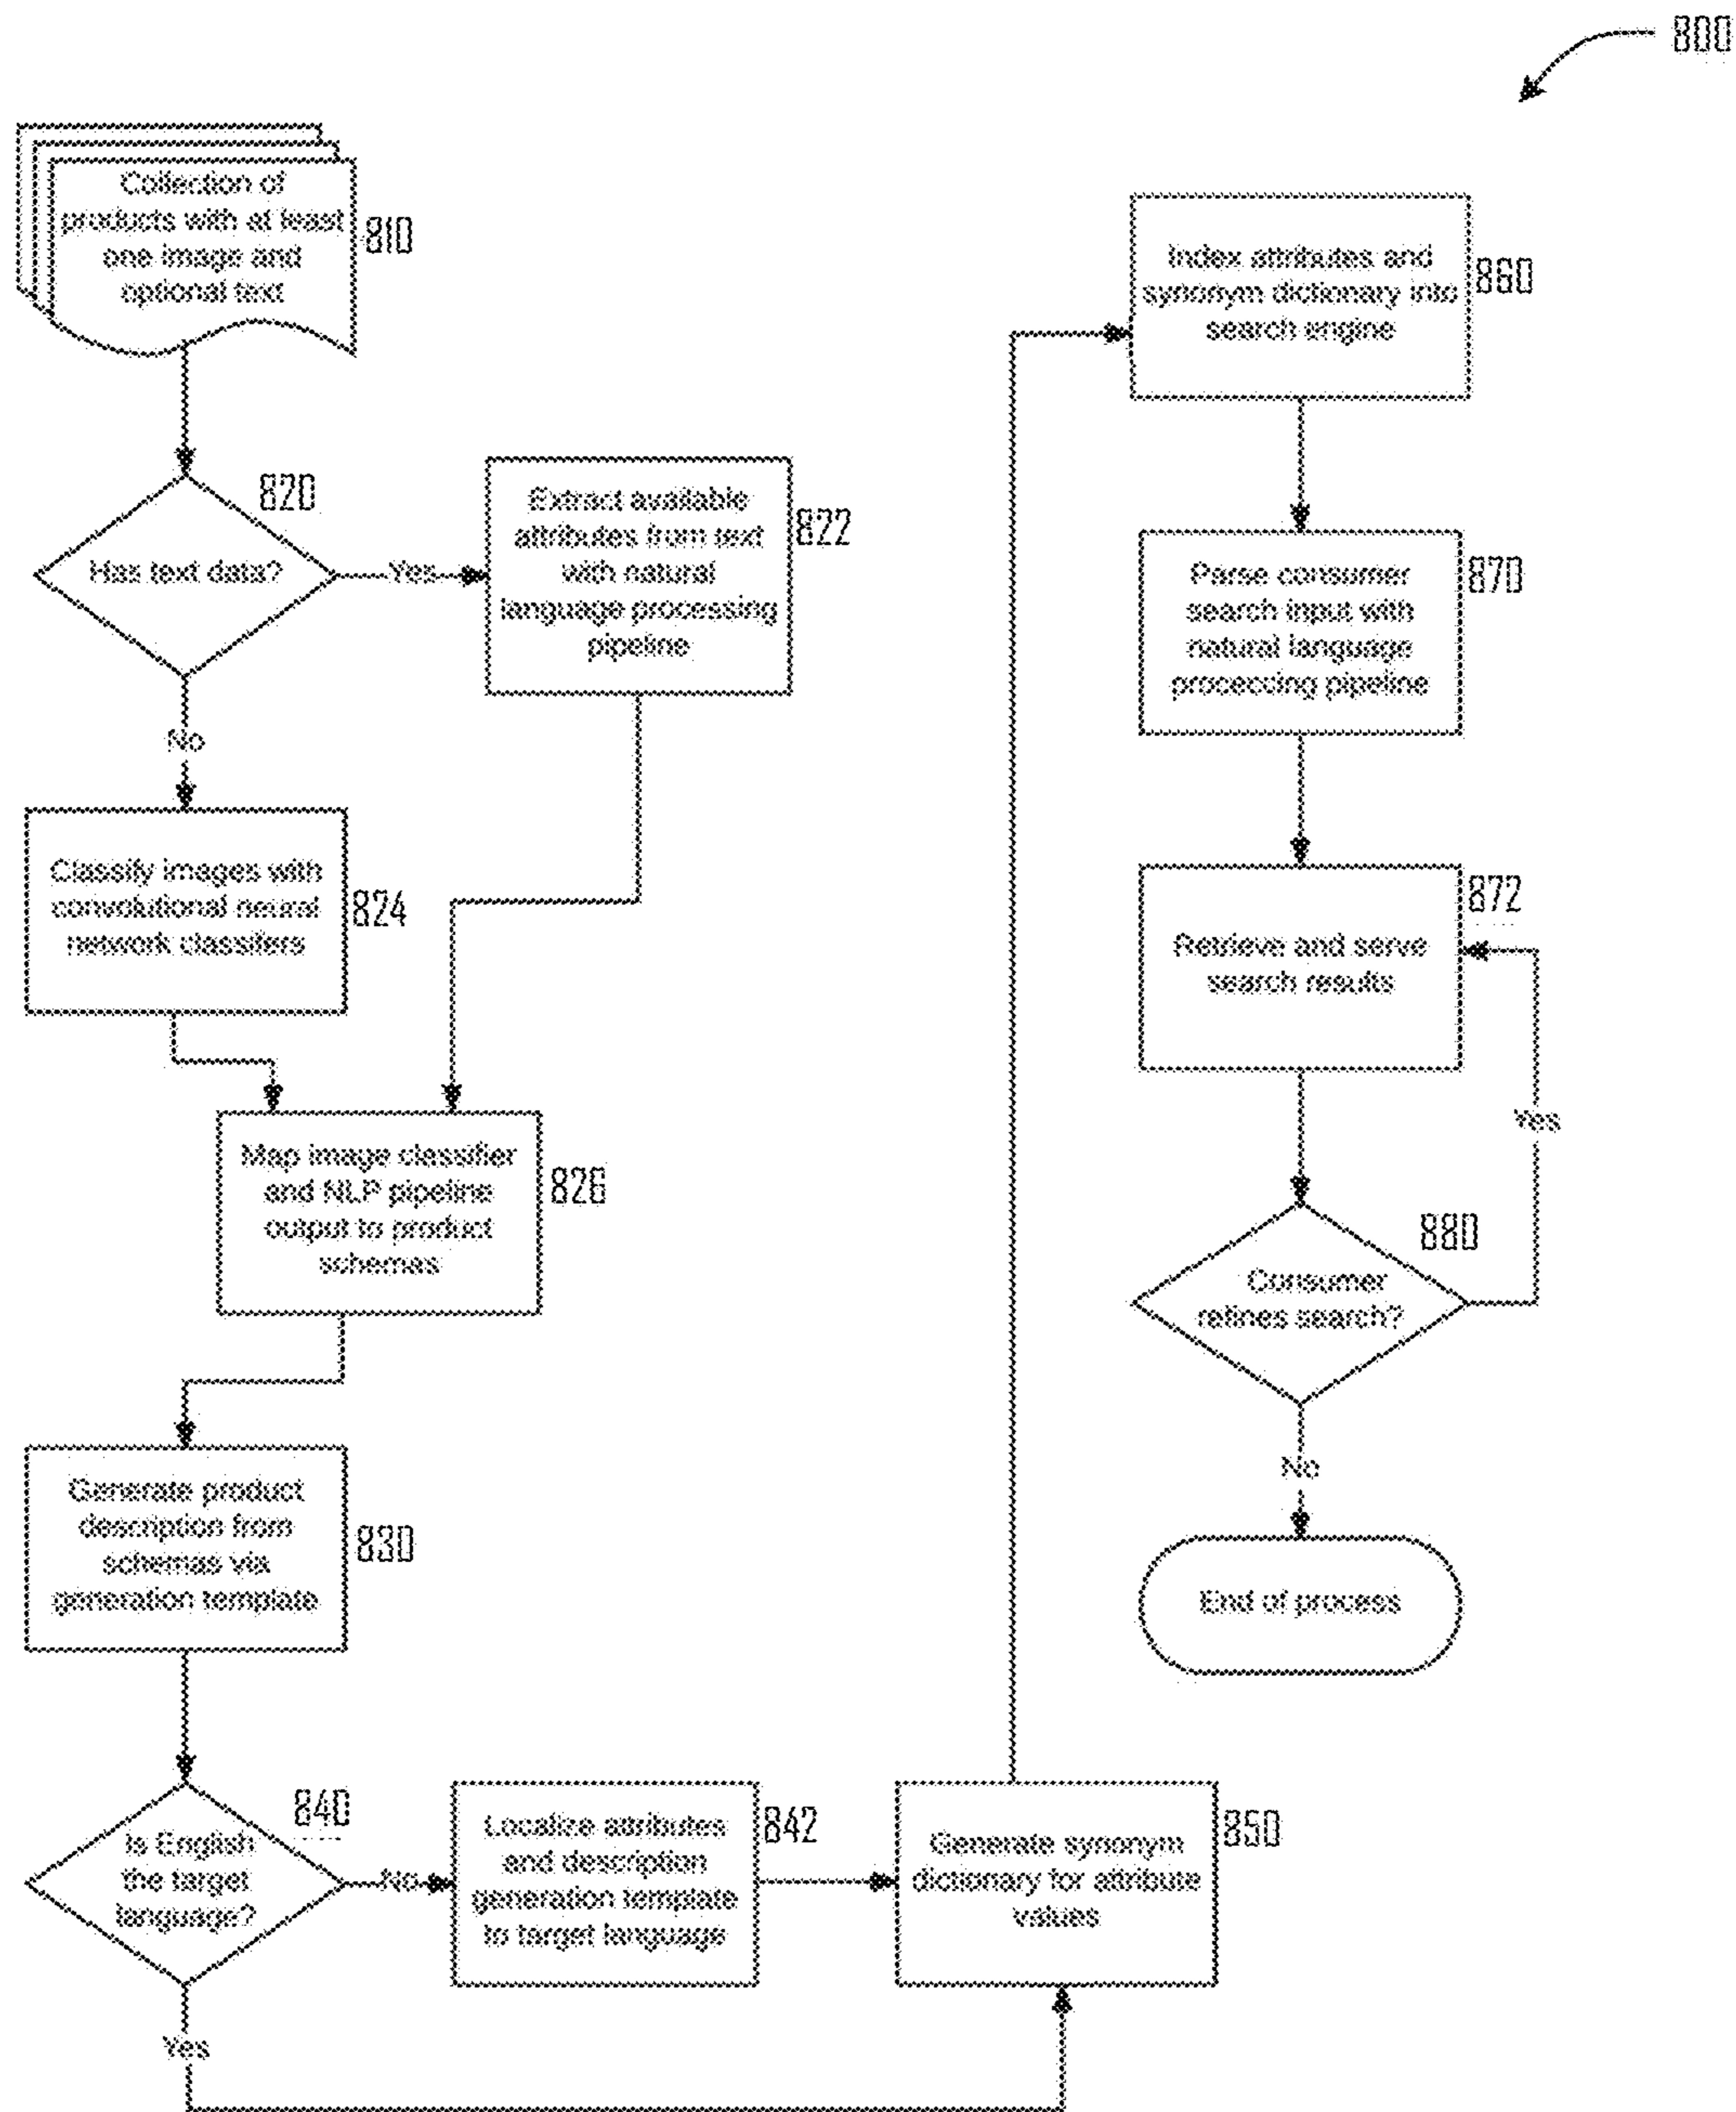 800
Collection of
products with at least
one image and
optional text
810
820
Has text data?
Yes
Extract available
attributes from text
with natural
language processing
pipeline
822
No
Classify images with
convolutional neural
network classifers
824
Map image classifier
and NLP pipeline
output to product
schemas
826
Generate product
description from
schemas via
generation template
830
840
Is English
the target
language?
No
Localize attributes
and description
generation template
to target language
842
Yes
Generate synonym
dictionary for attribute
values
850
Index attributes and
synonym dictionary into
search engine
860
Parse consumer
search input with
natural language
processing pipeline
870
Retrieve and serve
search results
872
880
Consumer
refines search?
Yes
No
End of process